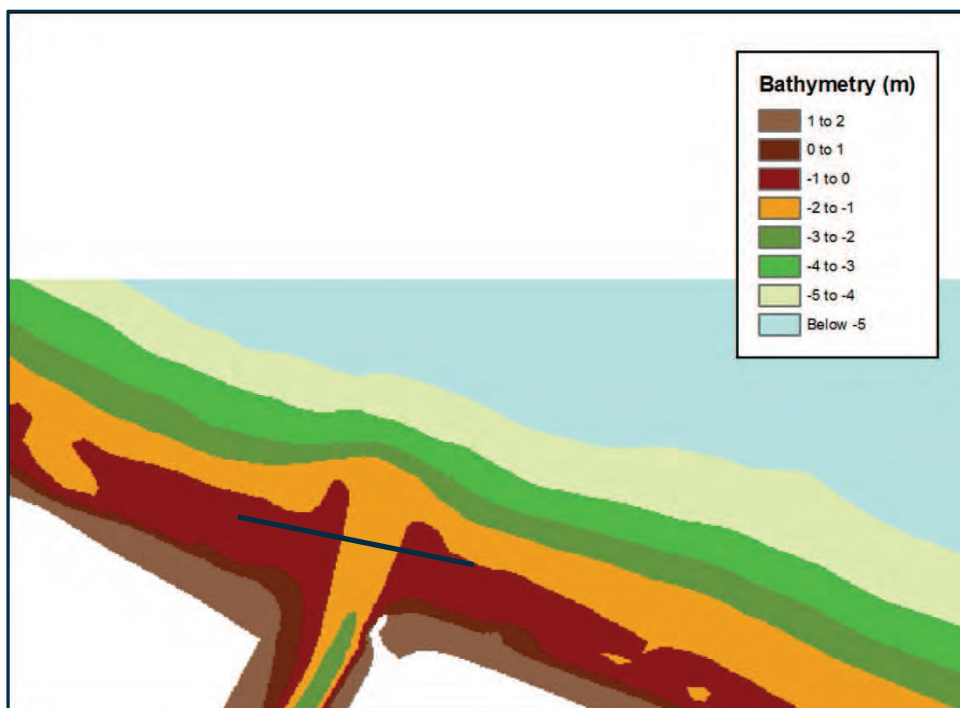 Bathymetry (m)
1 to 2
0 to 1
-1 to 0
-2 to -1
-3 to -2
-4 to -3
-5 to -4
Below -5